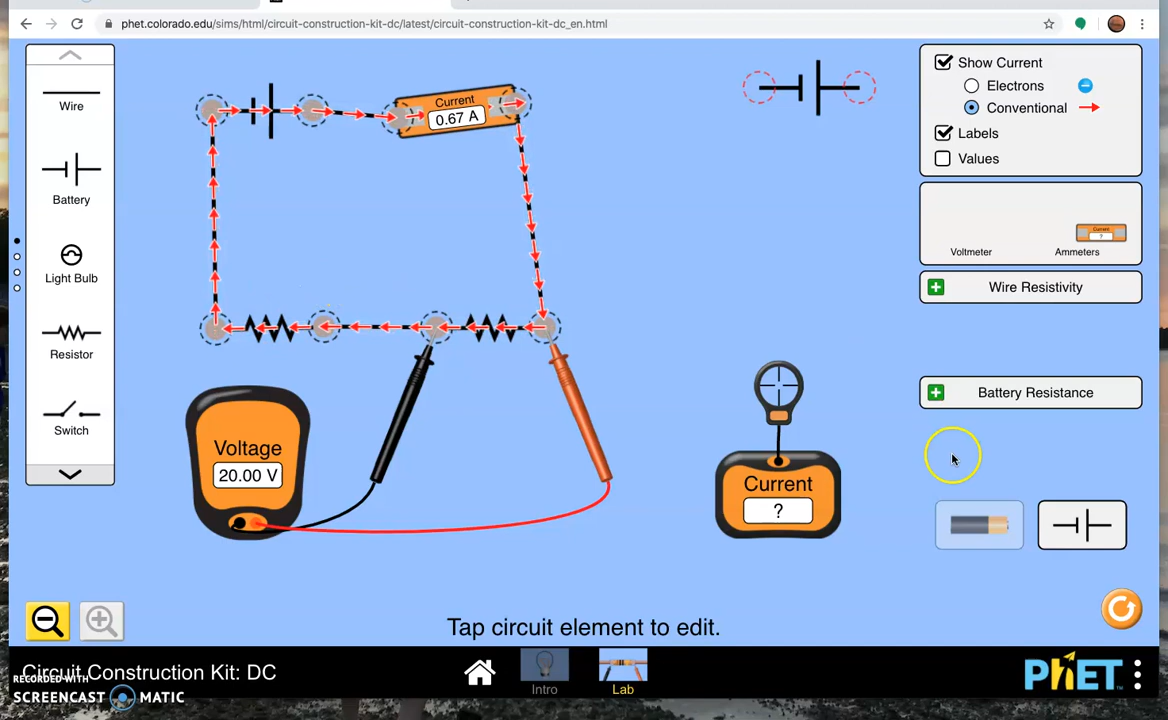 phet.colorado.edu/sims/html/circuit-construction-kit-dc/latest/circuit-construction-kit-dc_en.html
Wire
Battery
Light Bulb
Resistor
Switch
Current
0.67 A
Show Current
Electrons
Conventional
Labels
Values
Current
?
Voltmeter
Ammeters
Wire Resistivity
Battery Resistance
Voltage
20.00 V
Current
?
Tap circuit element to edit.
Circuit Construction Kit: DC
Intro
Lab
PhET
RECORDED WITH
SCREENCAST MATIC